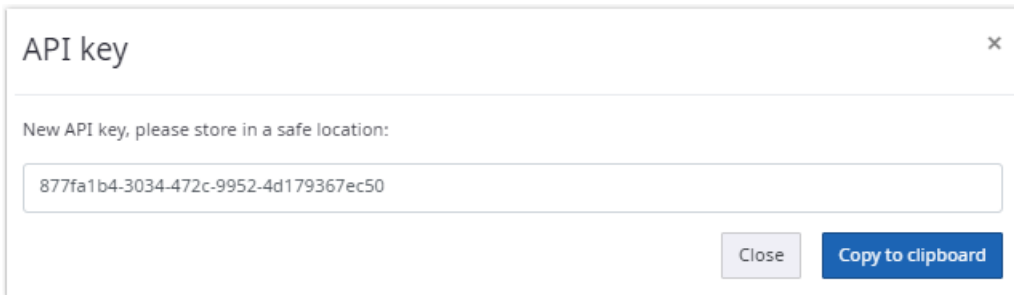 API key
×
New API key, please store in a safe location:
877fa1b4-3034-472c-9952-4d179367ec50
Close Copy to clipboard